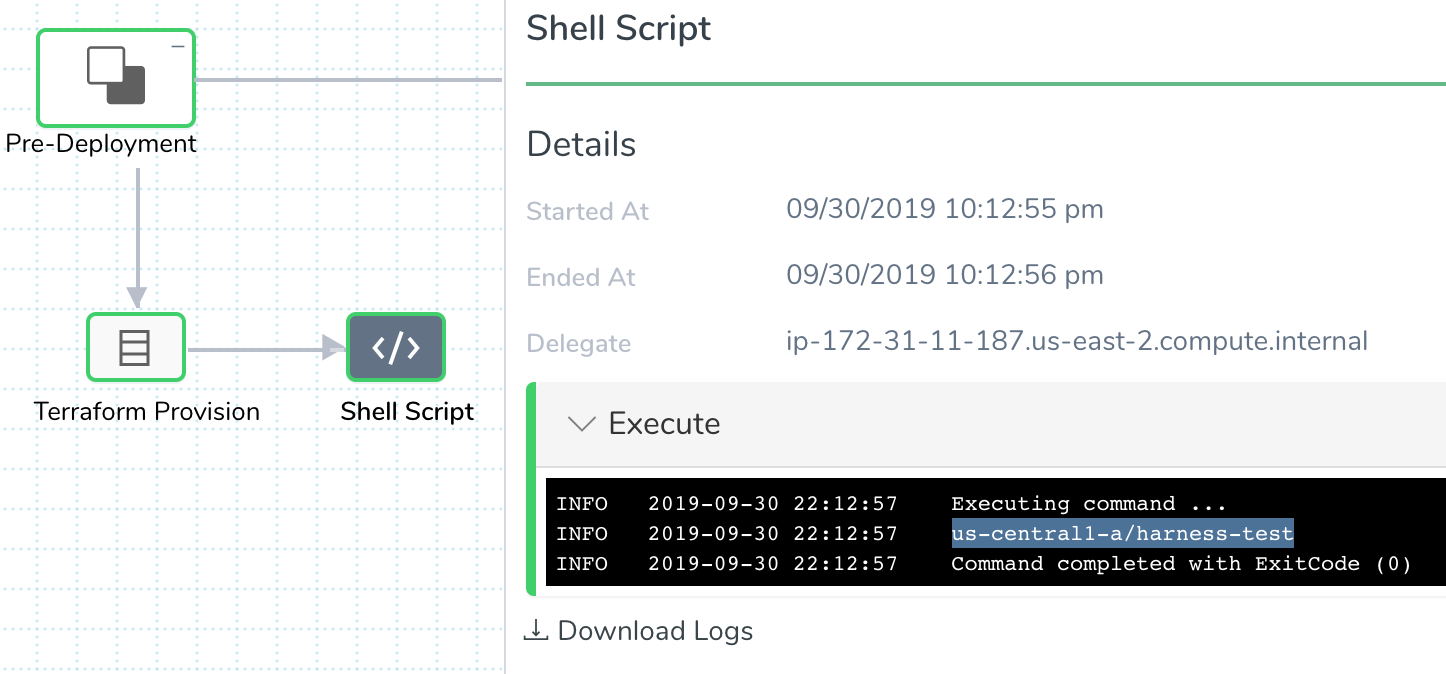 Pre-Deployment
Terraform Provision
Shell Script
Shell Script
Details
Started At 09/30/2019 10:12:55 pm
Ended At 09/30/2019 10:12:56 pm
Delegate ip-172-31-11-187.us-east-2.compute.internal
Execute
INFO 2019-09-30 22:12:57 Executing command ...
INFO 2019-09-30 22:12:57 us-central1-a/harness-test
INFO 2019-09-30 22:12:57 Command completed with ExitCode (0)
Download Logs